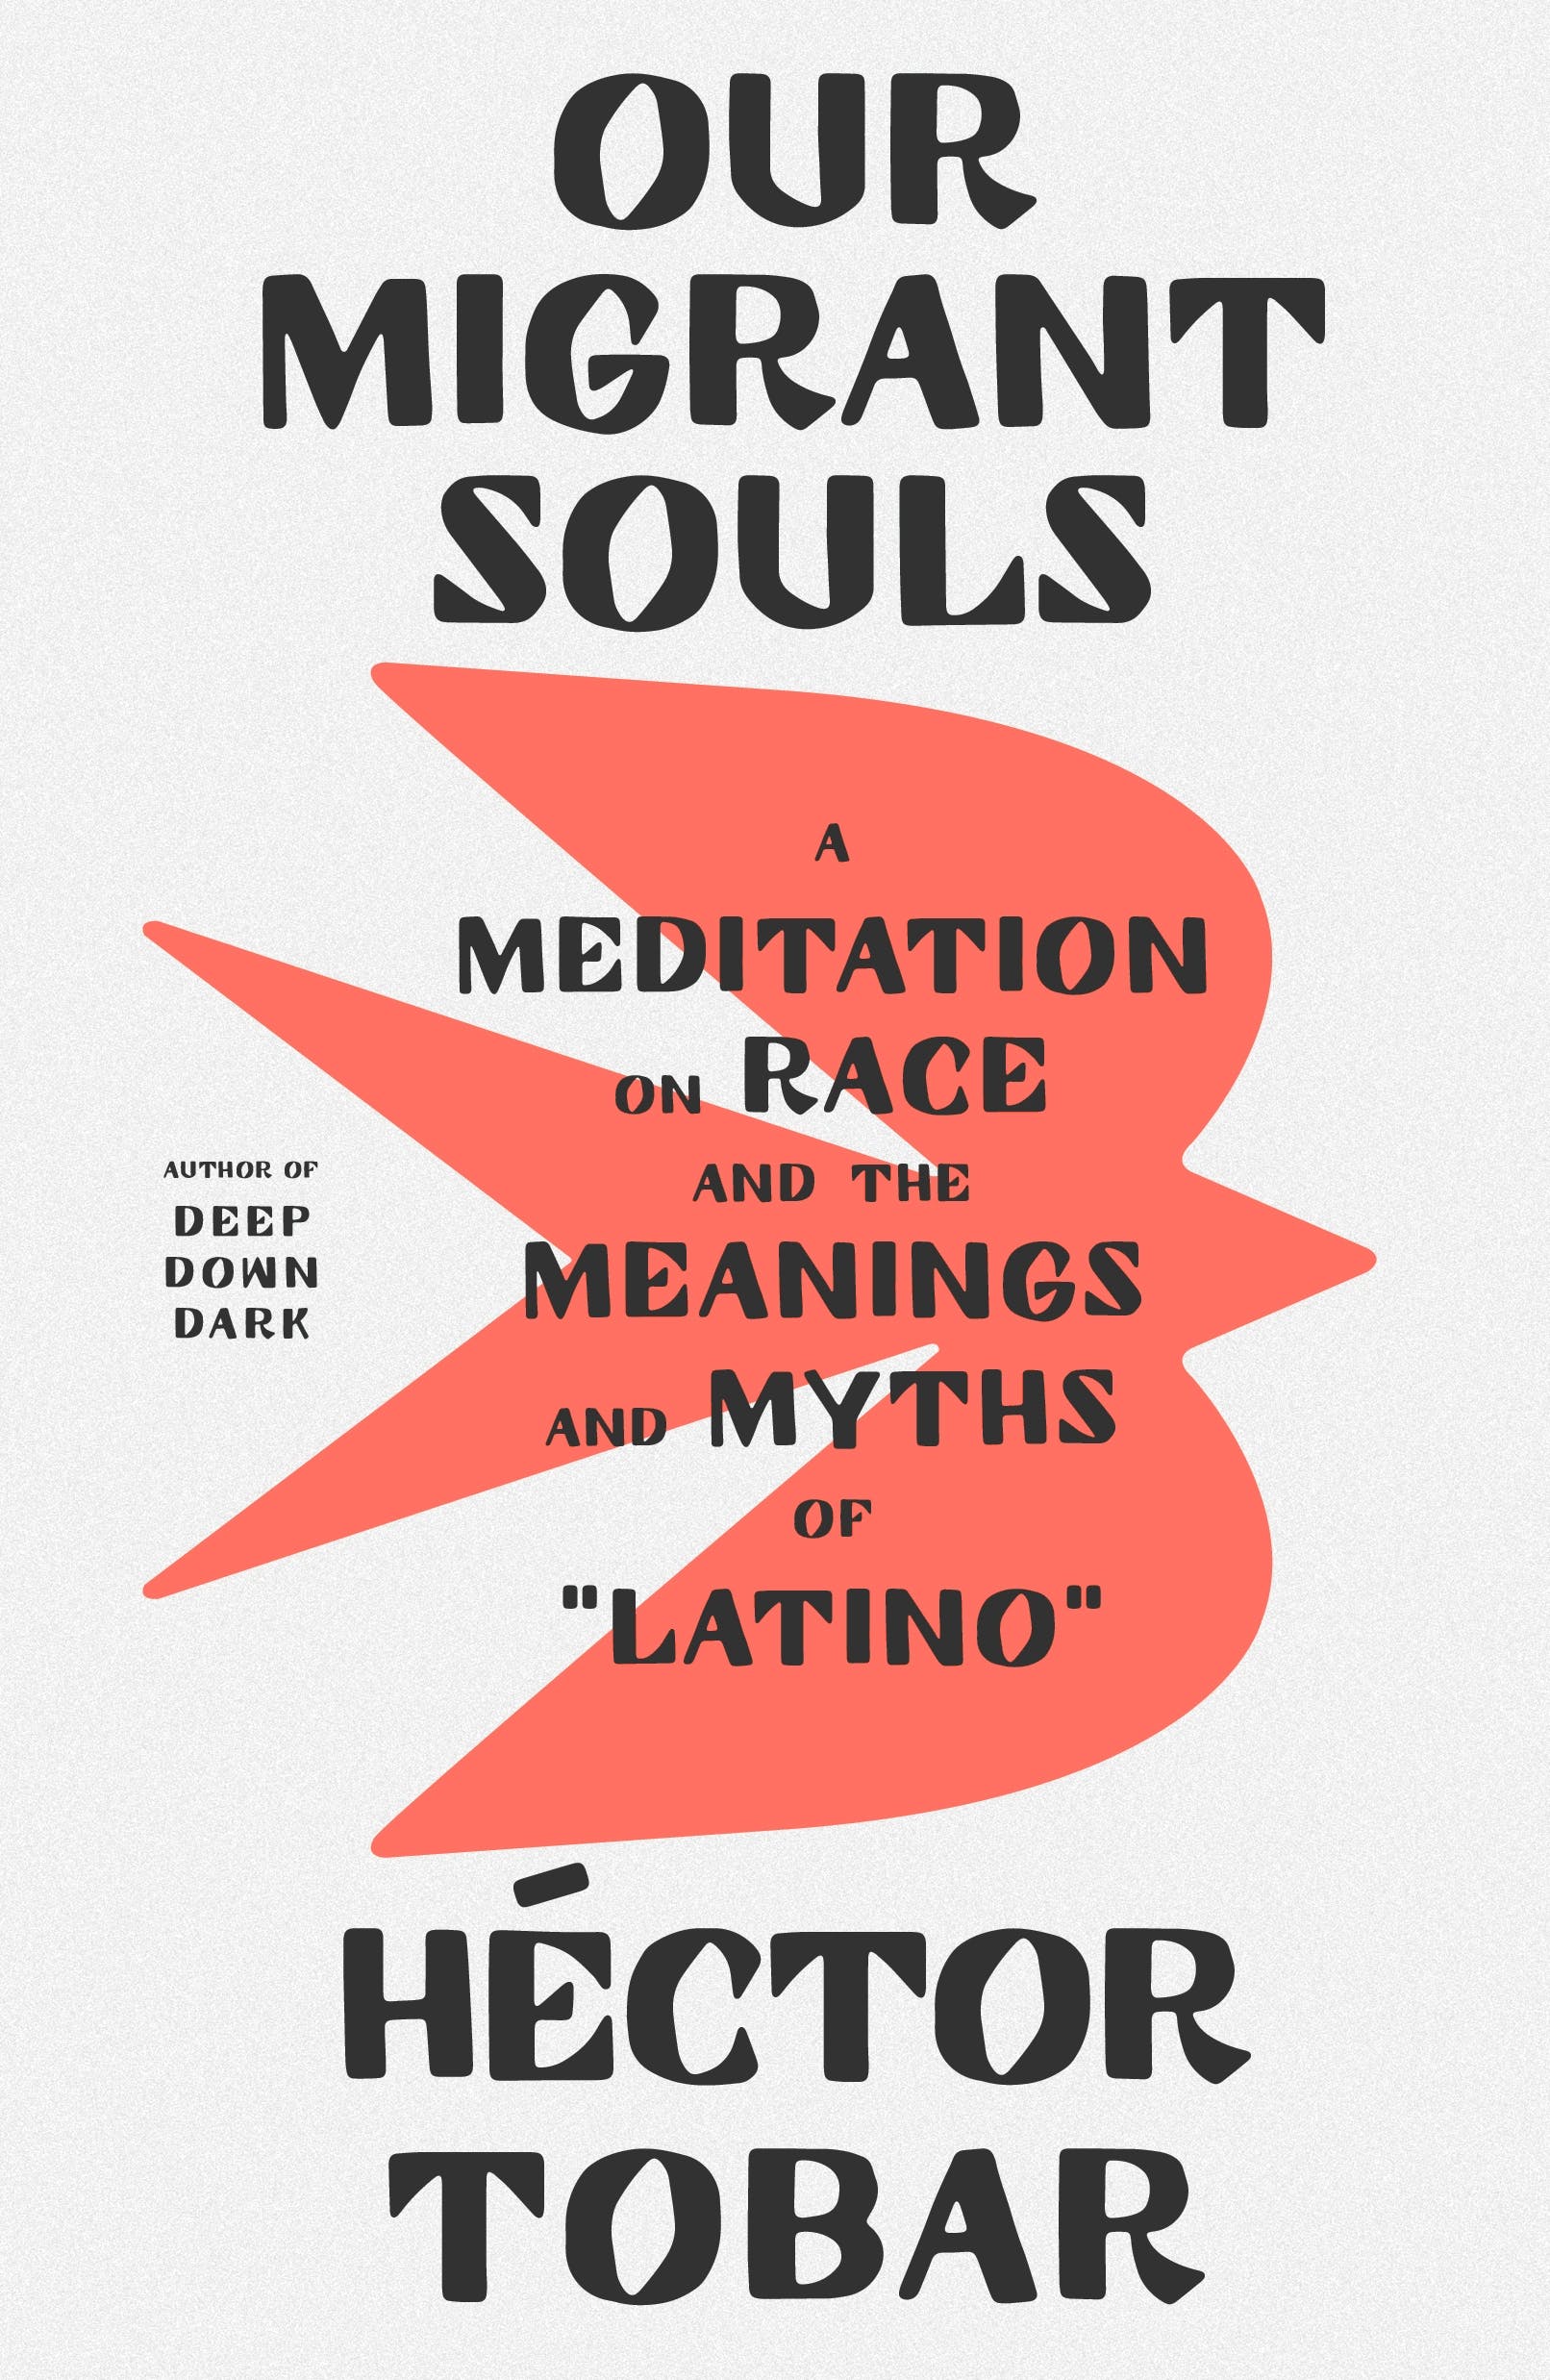 OUR
MIGRANT
SOULS
A
MEDITATION
ON RACE
AND THE
MEANINGS
AND MYTHS
OF
"LATINO"
AUTHOR OF
DEEP
DOWN
DARK
HÉCTOR
TOBAR